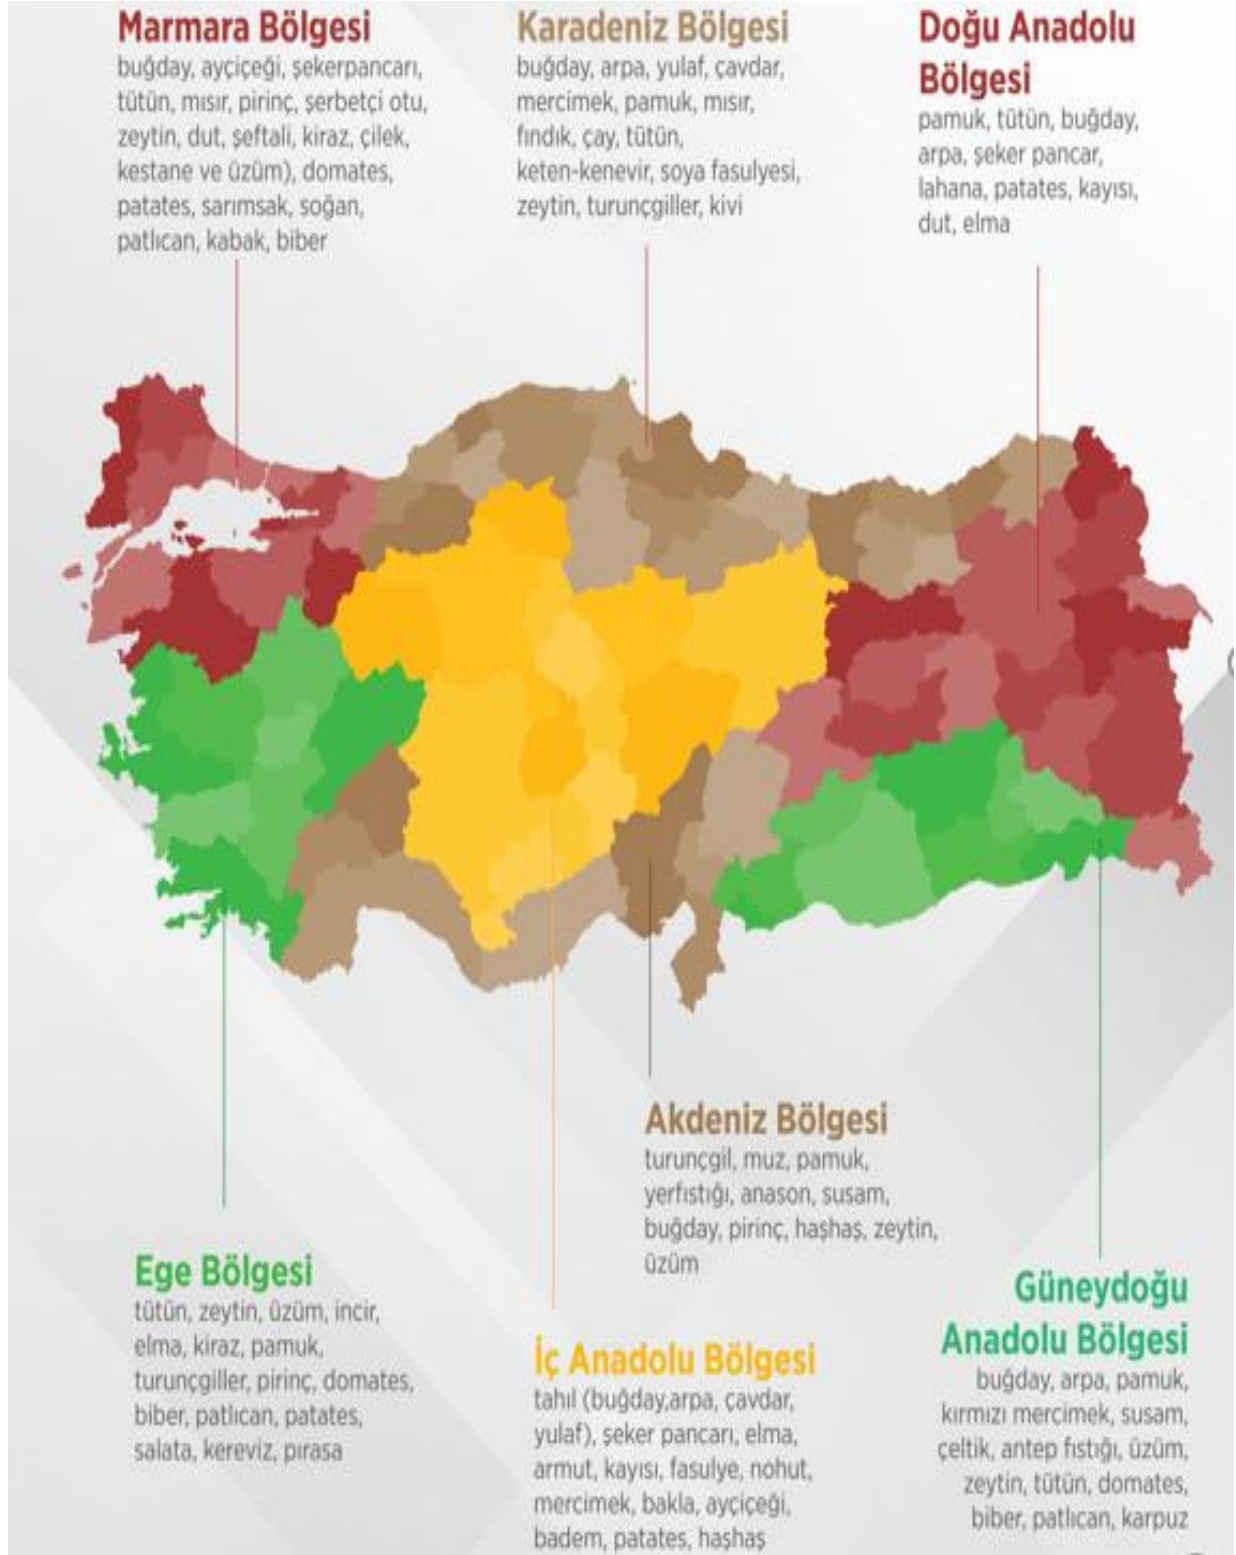 Marmara Bölgesi
buğday, ayçiçeği, şekerpancarı,
tütün, mısır, pirinç, şerbetçi otu,
zeytin, dut, şeftali, kiraz, çilek,
kestane ve üzüm), domates,
patates, sarımsak, soğan,
patlıcan, kabak, biber
Karadeniz Bölgesi
buğday, arpa, yulaf, çavdar,
mercimek, pamuk, mısır,
fındık, çay, tütün,
keten-kenevir, soya fasulyesi,
zeytin, turunçgiller, kivi
Doğu Anadolu
Bölgesi
pamuk, tütün, buğday,
arpa, şeker pancar,
lahana, patates, kayısı,
dut, elma
Akdeniz Bölgesi
turunçgil, muz, pamuk,
yerfıstığı, anason, susam,
buğday, pirinç, haşhaş, zeytin,
üzüm
Ege Bölgesi
tütün, zeytin, üzüm, incir,
elma, kiraz, pamuk,
turunçgiller, pirinç, domates,
biber, patlıcan, patates,
salata, kereviz, pırasa
İç Anadolu Bölgesi
tahıl (buğday,arpa, çavdar,
yulaf), şeker pancarı, elma,
armut, kayısı, fasulye, nohut,
mercimek, bakla, ayçiçeği,
badem, patates, haşhaş
Güneydoğu
Anadolu Bölgesi
buğday, arpa, pamuk,
kırmızı mercimek, susam,
çeltik, antep fıstığı, üzüm,
zeytin, tütün, domates,
biber, patlıcan, karpuz